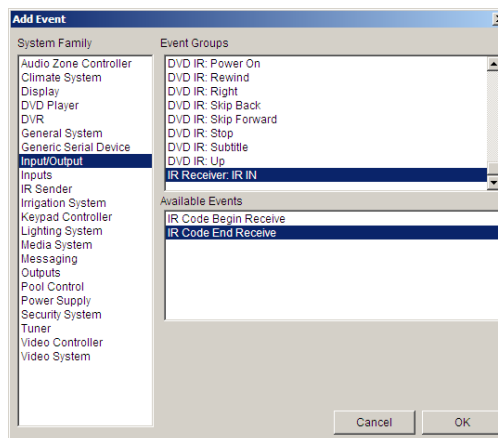 Add Event
System Family
Audio Zone Controller
Climate System
Display
DVD Player
DVR
General System
Generic Serial Device
Input/Output
Inputs
IR Sender
Irrigation System
Keypad Controller
Lighting System
Media System
Messaging
Outputs
Pool Control
Power Supply
Security System
Tuner
Video Controller
Video System
Event Groups
DVD IR: Power On
DVD IR: Rewind
DVD IR: Right
DVD IR: Skip Back
DVD IR: Skip Forward
DVD IR: Stop
DVD IR: Subtitle
DVD IR: Up
IR Receiver: IR IN
Available Events
IR Code Begin Receive
IR Code End Receive
Cancel
OK